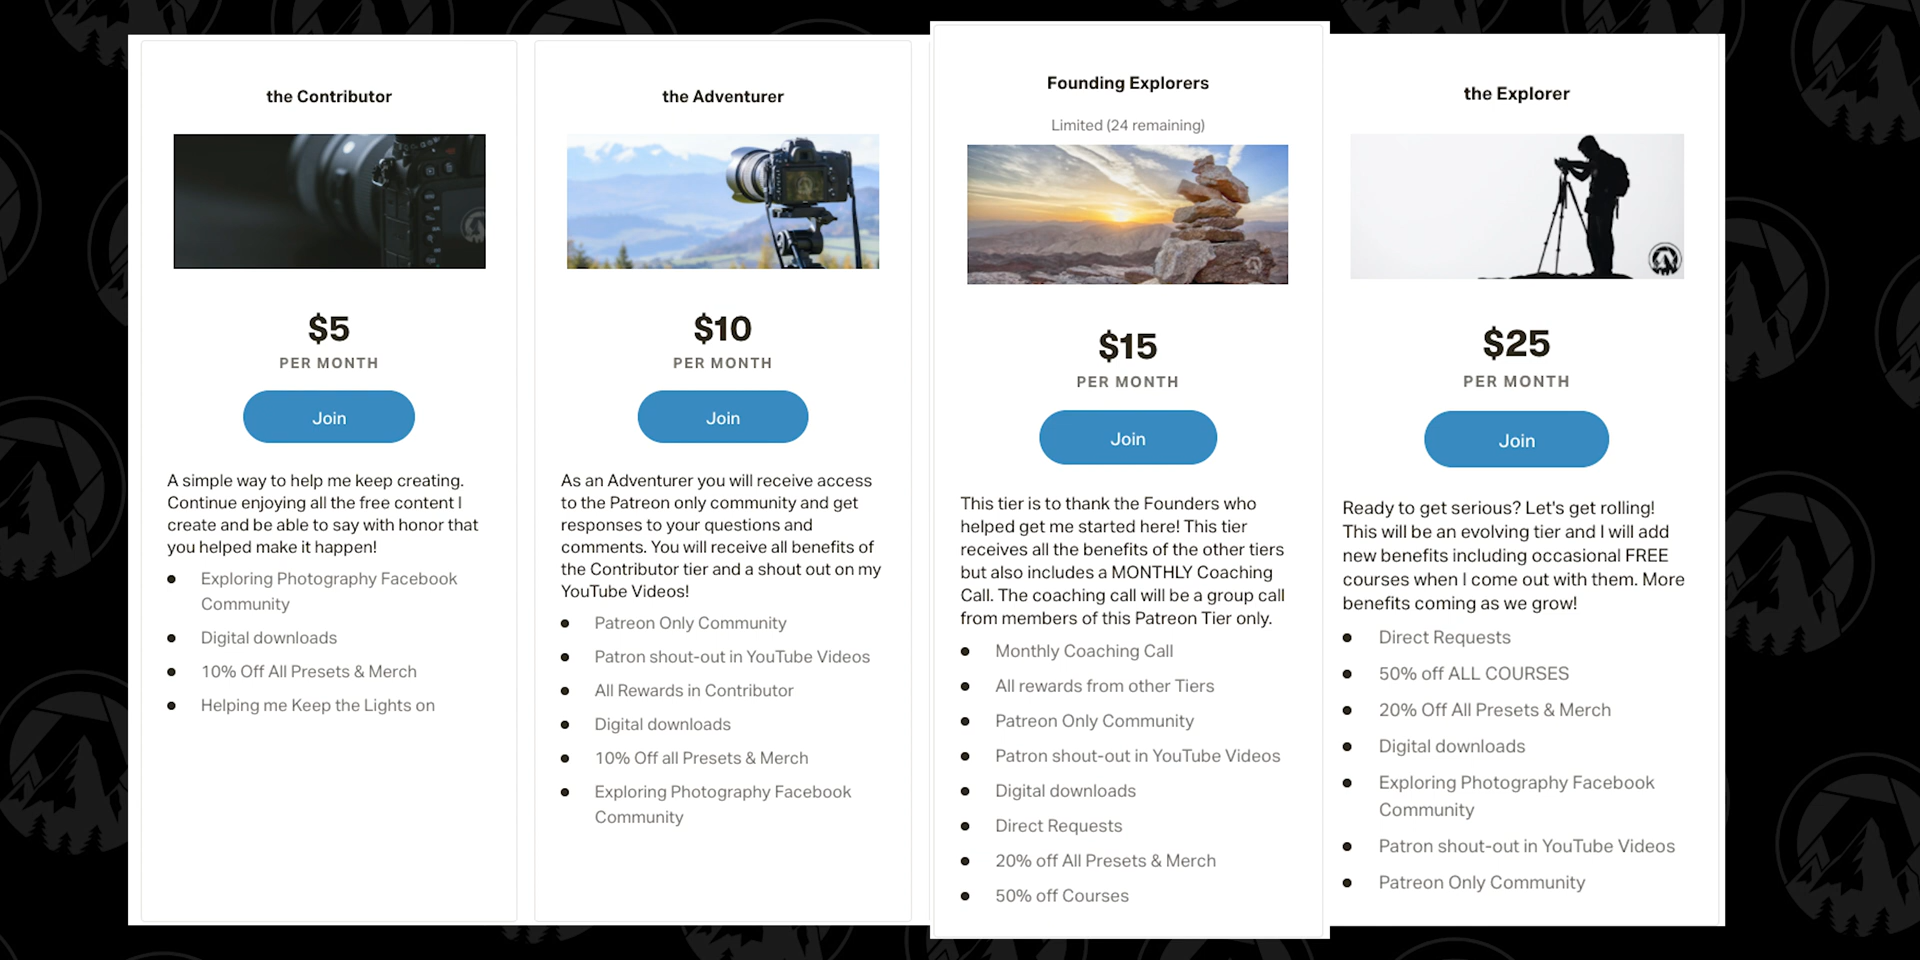 the Contributor
$5
PER MONTH
Join
A simple way to help me keep creating.
Continue enjoying all the free content I
create and be able to say with honor that
you helped make it happen!
Exploring Photography Facebook
Community
Digital downloads
10% Off All Presets & Merch
Helping me Keep the Lights on
the Adventurer
$10
PER MONTH
Join
As an Adventurer you will receive access
to the Patreon only community and get
responses to your questions and
comments. You will receive all benefits of
the Contributor tier and a shout out on my
YouTube Videos!
Patreon Only Community
Patron shout-out in YouTube Videos
All Rewards in Contributor
Digital downloads
10% Off all Presets & Merch
Exploring Photography Facebook
Community
Founding Explorers
Limited (24 remaining)
$15
PER MONTH
Join
This tier is to thank the Founders who
helped get me started here! This tier
receives all the benefits of the other tiers
but also includes a MONTHLY Coaching
Call. The coaching call will be a group call
from members of this Patreon Tier only.
Monthly Coaching Call
All rewards from other Tiers
Patreon Only Community
Patron shout-out in YouTube Videos
Digital downloads
Direct Requests
20% off All Presets & Merch
50% off Courses
the Explorer
$25
PER MONTH
Join
Ready to get serious? Let's get rolling!
This will be an evolving tier and I will add
new benefits including occasional FREE
courses when I come out with them. More
benefits coming as we grow!
Direct Requests
50% off ALL COURSES
20% Off All Presets & Merch
Digital downloads
Exploring Photography Facebook
Community
Patron shout-out in YouTube Videos
Patreon Only Community